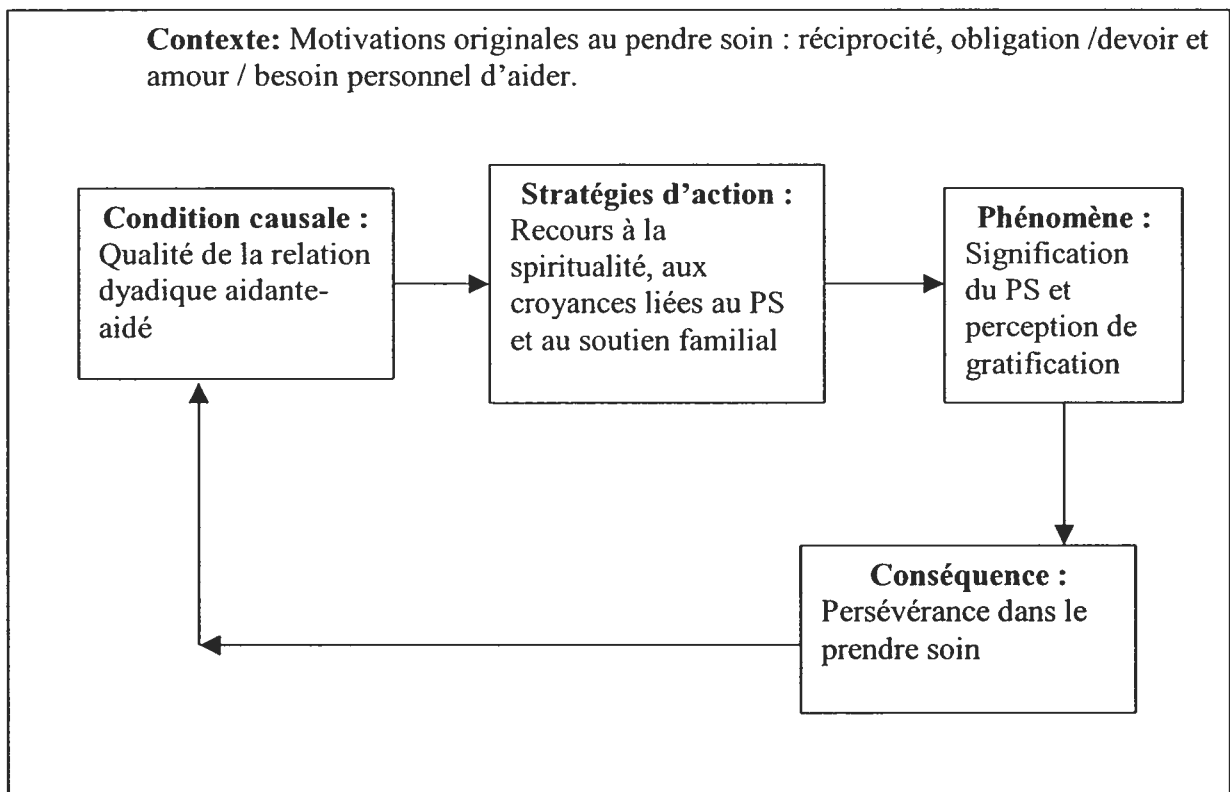 Contexte: Motivations originales au pendre soin : réciprocité, obligation /devoir et
amour / besoin personnel d'aider.
Condition causale :
Qualité de la relation
dyadique aidante-
aidé
Stratégies d'action :
Recours à la
spiritualité, aux
croyances liées au PS
et au soutien familial
Phénomène :
Signification
du PS et
perception de
gratification
Conséquence :
Persévérance dans le
prendre soin